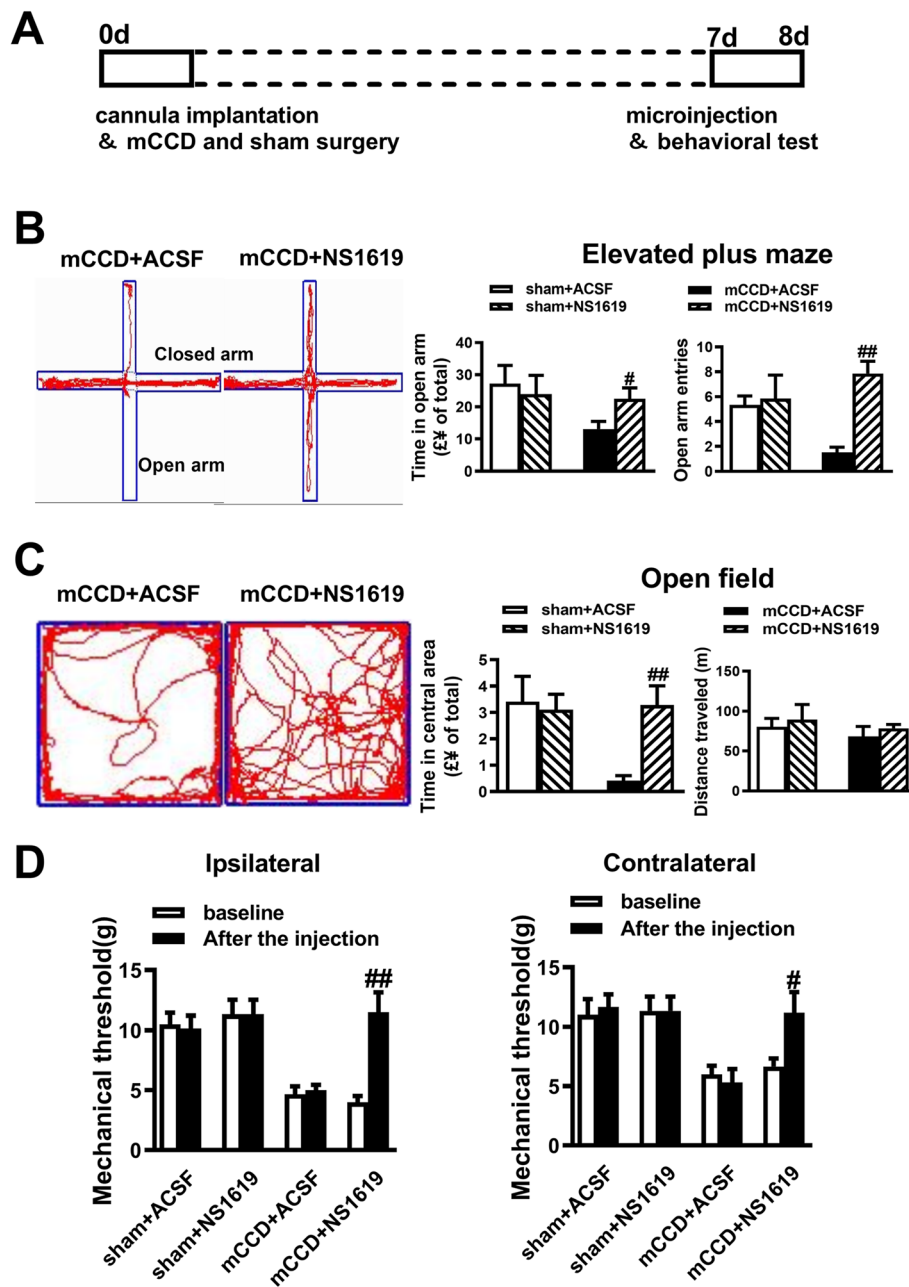 A
0d
7d
8d
cannula implantation
& mCCD and sham surgery
microinjection
& behavioral test
B
mCCD+ACSF
mCCD+NS1619
Closed arm
Open arm
Elevated plus maze
sham+ACSF
sham+NS1619
mCCD+ACSF
mCCD+NS1619
Time in open arm
(£¥ of total)
40
30
20
10
0
#
Open arm entries
10
8
6
4
2
0
##
C
mCCD+ACSF
mCCD+NS1619
Open field
sham+ACSF
sham+NS1619
mCCD+ACSF
mCCD+NS1619
Time in central area
(£¥ of total)
5
4
3
2
1
0
##
Distance traveled (m)
150
100
50
0
D
Ipsilateral
baseline
After the injection
Mechanical threshold(g)
15
10
5
0
##
sham+ACSF
sham+NS1619
mCCD+ACSF
mCCD+NS1619
Contralateral
baseline
After the injection
Mechanical threshold(g)
15
10
5
0
#
sham+ACSF
sham+NS1619
mCCD+ACSF
mCCD+NS1619